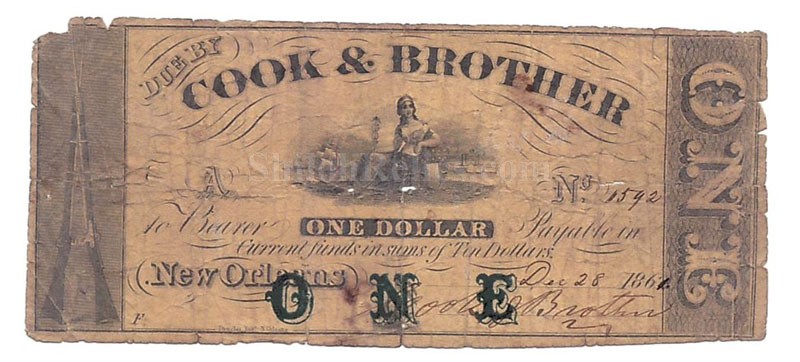 DUE BY
COOK & BROTHER
A
No. 1592
to Bearer ONE DOLLAR Payable in
Current funds in sums of Ten Dollars.
(New Orleans) Dec 28 1861
ONE
Cook & Brother
F
ONE